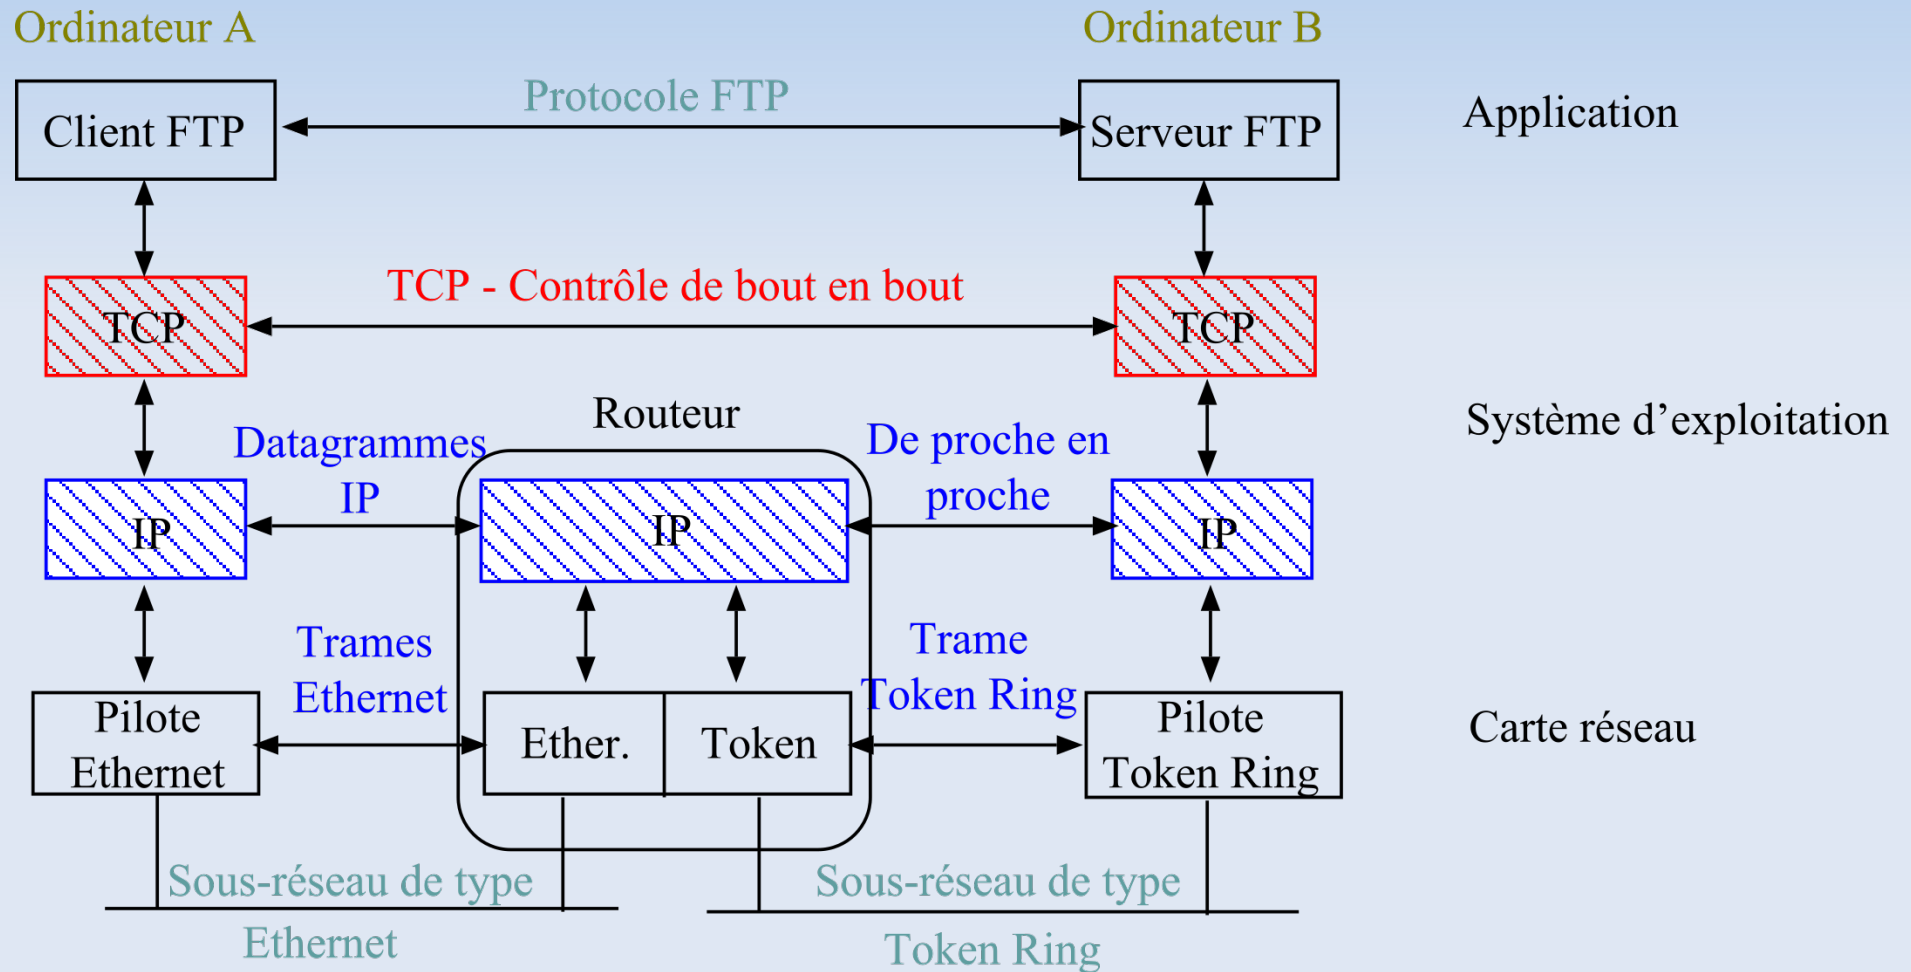 Ordinateur A
Ordinateur B
Protocole FTP
Client FTP
Serveur FTP
Application
TCP - Contrôle de bout en bout
TCP
TCP
Routeur
Système d’exploitation
Datagrammes
IP
De proche en
proche
IP
IP
IP
Trames
Ethernet
Trame
Token Ring
Pilote
Ethernet
Ether.
Token
Pilote
Token Ring
Carte réseau
Sous-réseau de type
Ethernet
Sous-réseau de type
Token Ring